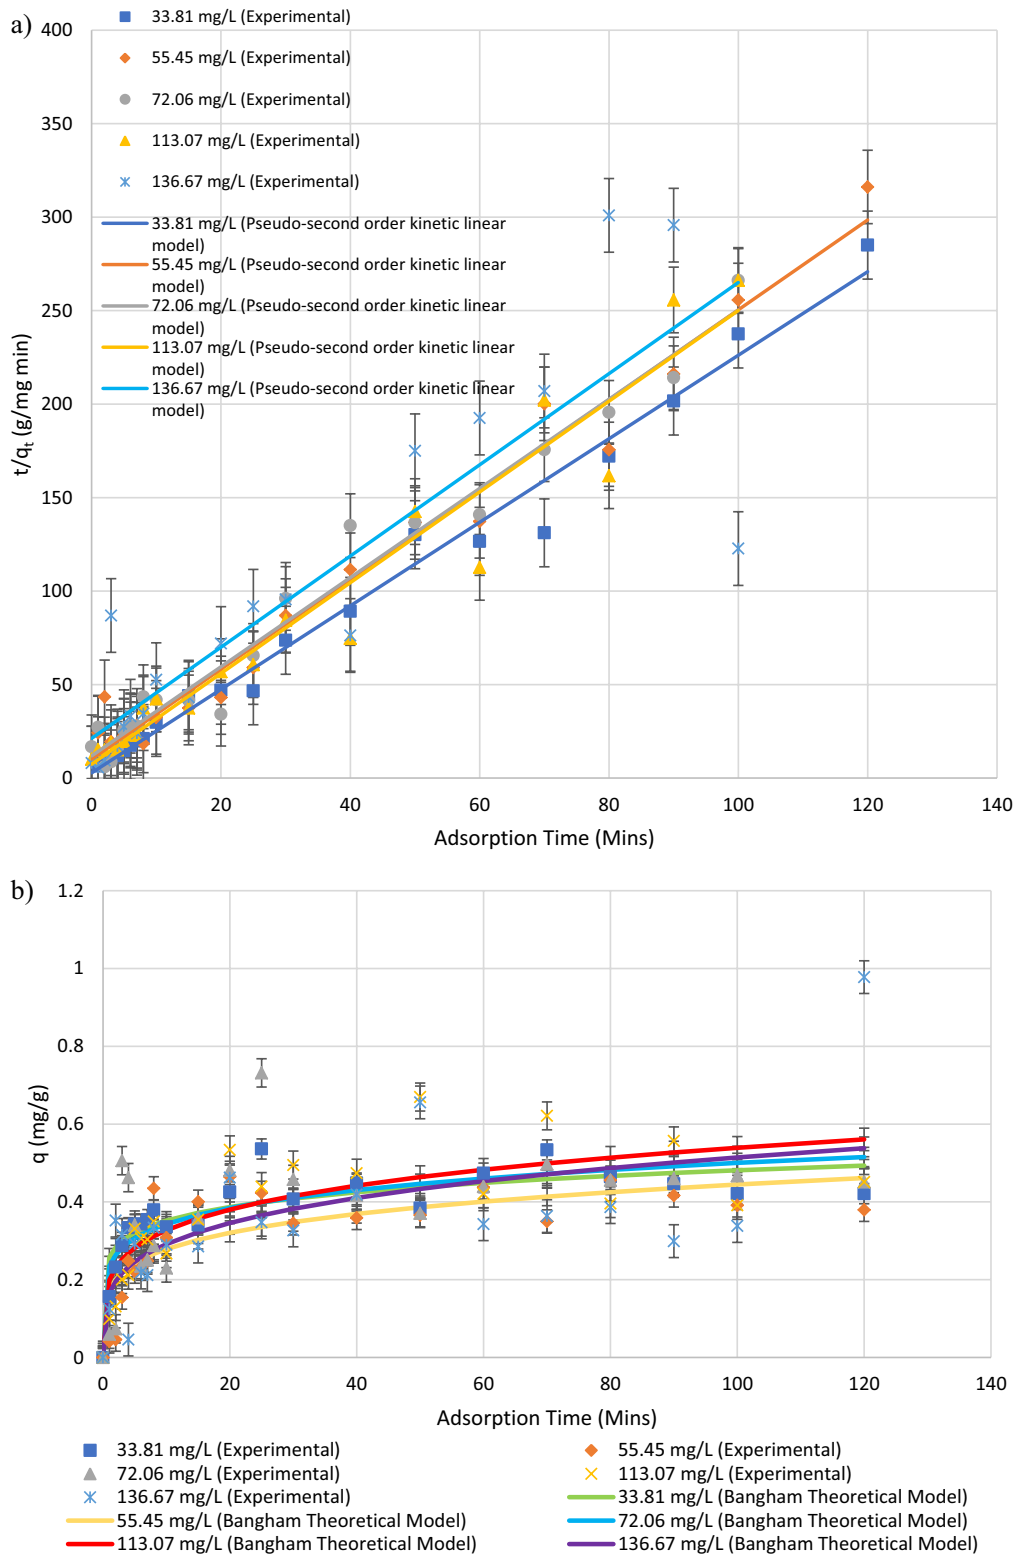 a)
33.81 mg/L (Experimental)
55.45 mg/L (Experimental)
72.06 mg/L (Experimental)
113.07 mg/L (Experimental)
136.67 mg/L (Experimental)
33.81 mg/L (Pseudo-second order kinetic linear
model)
55.45 mg/L (Pseudo-second order kinetic linear
model)
72.06 mg/L (Pseudo-second order kinetic linear
model)
113.07 mg/L (Pseudo-second order kinetic linear
model)
136.67 mg/L (Pseudo-second order kinetic linear
model)
400
350
300
250
200
150
100
50
0
t/qt (g/mg min)
0 20 40 60 80 100 120 140
Adsorption Time (Mins)
b)
1.2
1
0.8
0.6
0.4
0.2
0
q (mg/g)
0 20 40 60 80 100 120 140
Adsorption Time (Mins)
33.81 mg/L (Experimental) 55.45 mg/L (Experimental)
72.06 mg/L (Experimental) 113.07 mg/L (Experimental)
136.67 mg/L (Experimental) 33.81 mg/L (Bangham Theoretical Model)
55.45 mg/L (Bangham Theoretical Model) 72.06 mg/L (Bangham Theoretical Model)
113.07 mg/L (Bangham Theoretical Model) 136.67 mg/L (Bangham Theoretical Model)